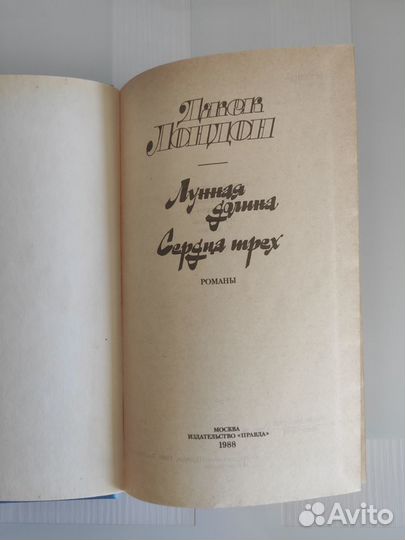 Джек
Лондон
Лунная
долина
Сердца трех
РОМАНЫ
МОСКВА
ИЗДАТЕЛЬСТВО «ПРАВДА»
1988
Avito